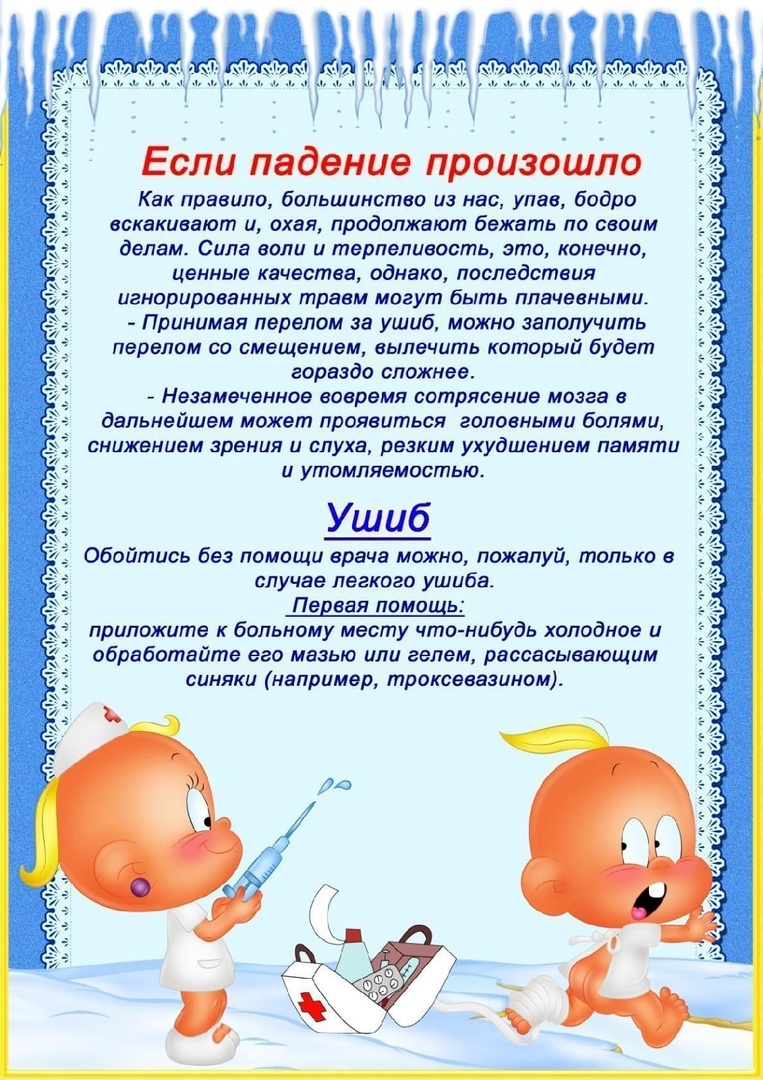 Если падение произошло
Как правило, большинство из нас, упав, бодро
вскакивают и, охая, продолжают бежать по своим
делам. Сила воли и терпеливость, это, конечно,
ценные качества, однако, последствия
игнорированных травм могут быть плачевными.
- Принимая перелом за ушиб, можно заполучить
перелом со смещением, вылечить который будет
гораздо сложнее.
- Незамеченное вовремя сотрясение мозга в
дальнейшем может проявиться головными болями,
снижением зрения и слуха, резким ухудшением памяти
и утомляемостью.
Ушиб
Обойтись без помощи врача можно, пожалуй, только в
случае легкого ушиба.
Первая помощь:
приложите к больному месту что-нибудь холодное и
обработайте его мазью или гелем, рассасывающим
синяки (например, троксевазином).